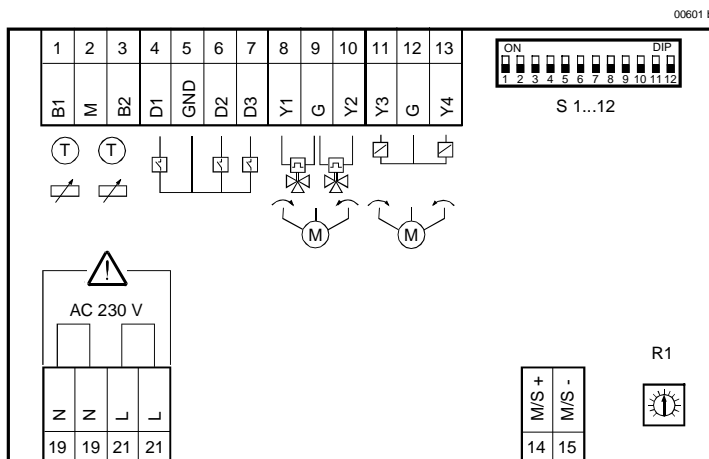 00601
1 2 3 4 5 6 7 8 9 10 11 12 13
B1 M B2 D1 GND D2 D3 Y1 G Y2 Y3 G Y4
ON DIP
1 2 3 4 5 6 7 8 9 10 11 12
S 1...12
T T
M M
AC 230 V
R1
N N L L
M/S + M/S -
19 19 21 21
14 15